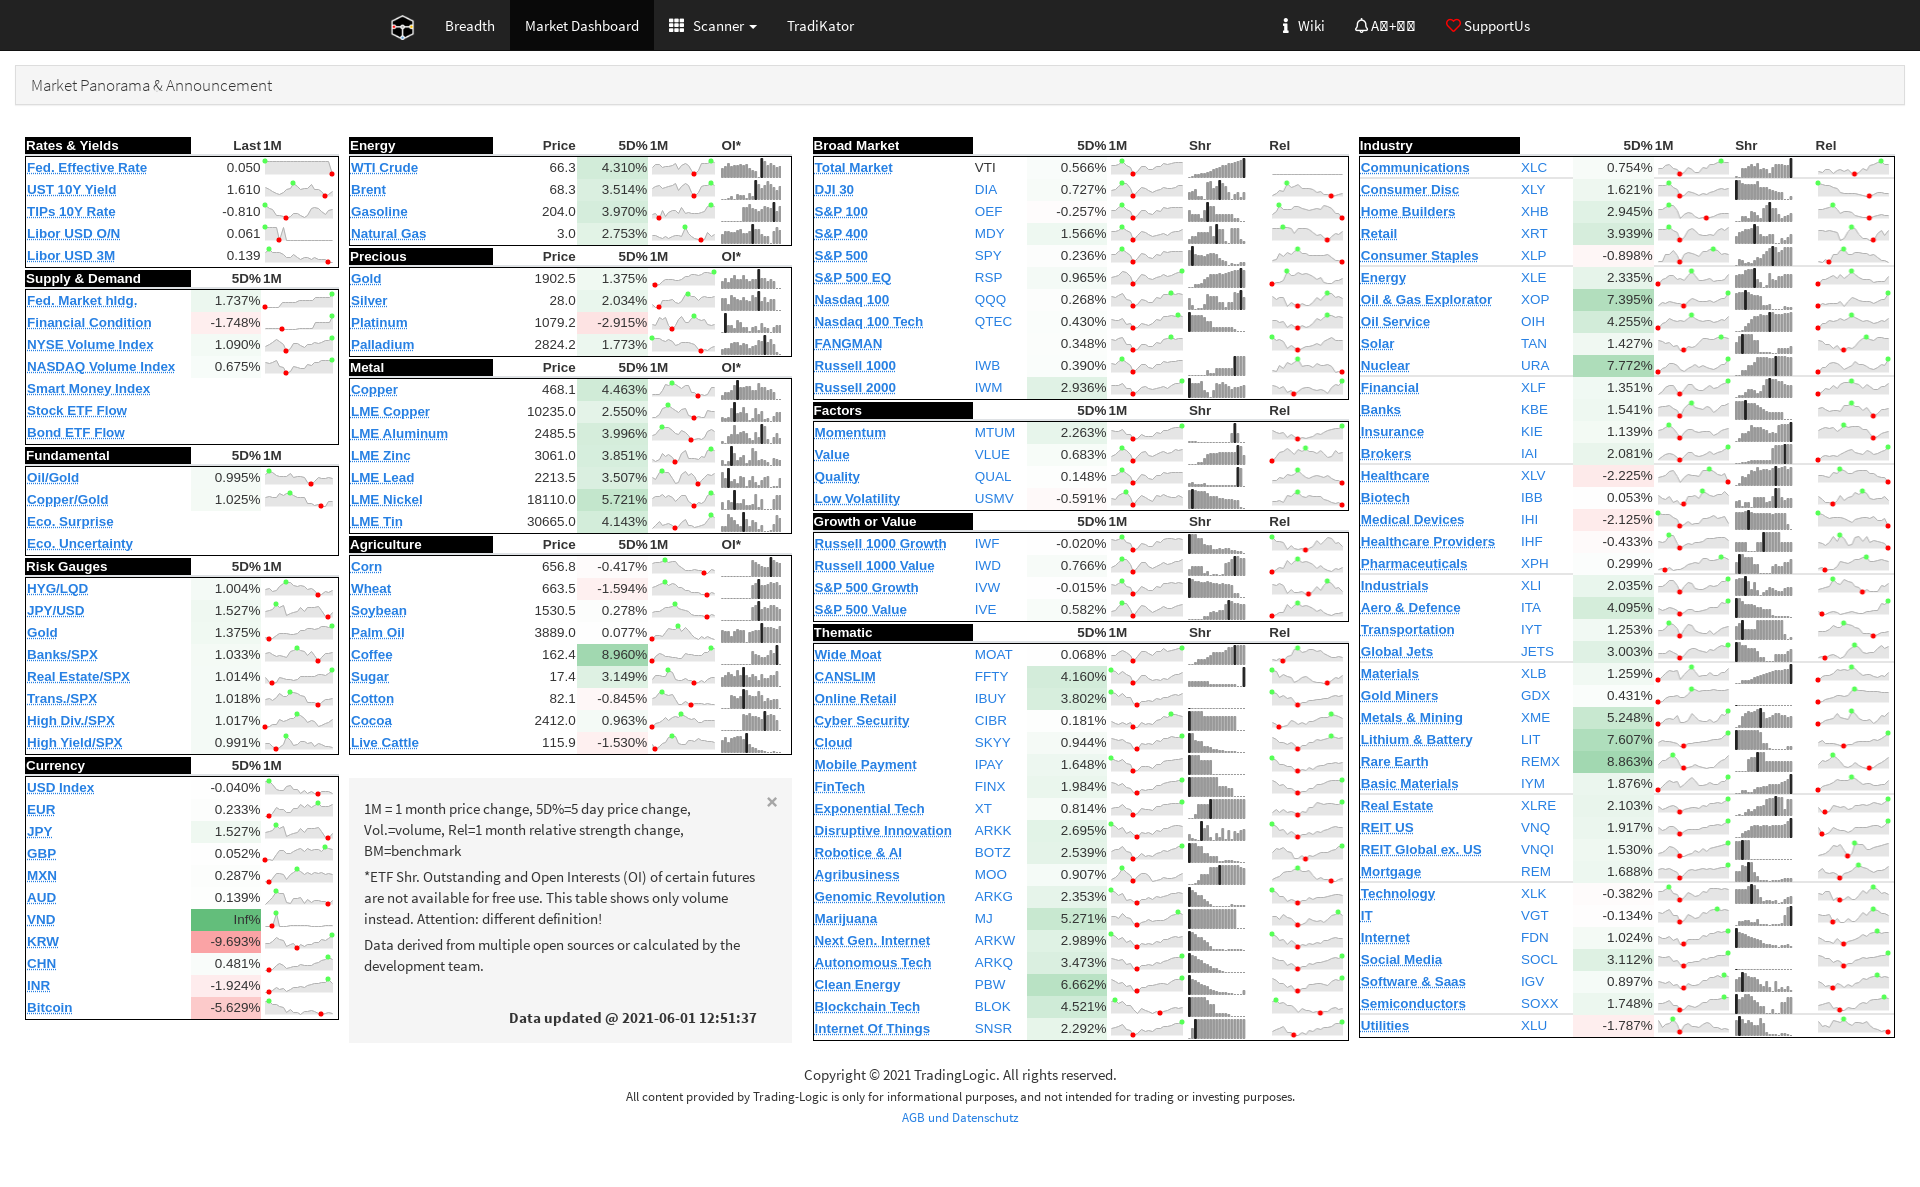 Breadth
Market Dashboard
Scanner
TradiKator
Wiki
SupportUs
Market Panorama & Announcement
Rates & Yields Last 1M
Fed. Effective Rate 0.050
UST 10Y Yield 1.610
TIPs 10Y Rate -0.810
Libor USD O/N 0.061
Libor USD 3M 0.139
Supply & Demand 5D% 1M
Fed. Market hldg. 1.737%
Financial Condition -1.748%
NYSE Volume Index 1.090%
NASDAQ Volume Index 0.675%
Smart Money Index
Stock ETF Flow
Bond ETF Flow
Fundamental 5D% 1M
Oil/Gold 0.995%
Copper/Gold 1.025%
Eco. Surprise
Eco. Uncertainty
Risk Gauges 5D% 1M
HYG/LQD 1.004%
JPY/USD 1.527%
Gold 1.375%
Banks/SPX 1.033%
Real Estate/SPX 1.014%
Trans./SPX 1.018%
High Div./SPX 1.017%
High Yield/SPX 0.991%
Currency 5D% 1M
USD Index -0.040%
EUR 0.233%
JPY 1.527%
GBP 0.052%
MXN 0.287%
AUD 0.139%
VND Inf%
KRW -9.693%
CHN 0.481%
INR -1.924%
Bitcoin -5.629%
Energy Price 5D% 1M OI*
WTI Crude 66.3 4.310%
Brent 68.3 3.514%
Gasoline 204.0 3.970%
Natural Gas 3.0 2.753%
Precious Price 5D% 1M OI*
Gold 1902.5 1.375%
Silver 28.0 2.034%
Platinum 1079.2 -2.915%
Palladium 2824.2 1.773%
Metal Price 5D% 1M OI*
Copper 468.1 4.463%
LME Copper 10235.0 2.550%
LME Aluminum 2485.5 3.996%
LME Zinc 3061.0 3.851%
LME Lead 2213.5 3.507%
LME Nickel 18110.0 5.721%
LME Tin 30665.0 4.143%
Agriculture Price 5D% 1M OI*
Corn 656.8 -0.417%
Wheat 663.5 -1.594%
Soybean 1530.5 0.278%
Palm Oil 3889.0 0.077%
Coffee 162.4 8.960%
Sugar 17.4 3.149%
Cotton 82.1 -0.845%
Cocoa 2412.0 0.963%
Live Cattle 115.9 -1.530%
×
1M = 1 month price change, 5D%=5 day price change,
Vol.=volume, Rel=1 month relative strength change,
BM=benchmark
*ETF Shr. Outstanding and Open Interests (OI) of certain futures
are not available for free use. This table shows only volume
instead. Attention: different definition!
Data derived from multiple open sources or calculated by the
development team.
Data updated @ 2021-06-01 12:51:37
Broad Market 5D% 1M Shr Rel
Total Market VTI 0.566%
DJI 30 DIA 0.727%
S&P 100 OEF -0.257%
S&P 400 MDY 1.566%
S&P 500 SPY 0.236%
S&P 500 EQ RSP 0.965%
Nasdaq 100 QQQ 0.268%
Nasdaq 100 Tech QTEC 0.430%
FANGMAN 0.348%
Russell 1000 IWB 0.390%
Russell 2000 IWM 2.936%
Factors 5D% 1M Shr Rel
Momentum MTUM 2.263%
Value VLUE 0.683%
Quality QUAL 0.148%
Low Volatility USMV -0.591%
Growth or Value 5D% 1M Shr Rel
Russell 1000 Growth IWF -0.020%
Russell 1000 Value IWD 0.766%
S&P 500 Growth IVW -0.015%
S&P 500 Value IVE 0.582%
Thematic 5D% 1M Shr Rel
Wide Moat MOAT 0.068%
CANSLIM FFTY 4.160%
Online Retail IBUY 3.802%
Cyber Security CIBR 0.181%
Cloud SKYY 0.944%
Mobile Payment IPAY 1.648%
FinTech FINX 1.984%
Exponential Tech XT 0.814%
Disruptive Innovation ARKK 2.695%
Robotice & AI BOTZ 2.539%
Agribusiness MOO 0.907%
Genomic Revolution ARKG 2.353%
Marijuana MJ 5.271%
Next Gen. Internet ARKW 2.989%
Autonomous Tech ARKQ 3.473%
Clean Energy PBW 6.662%
Blockchain Tech BLOK 4.521%
Internet Of Things SNSR 2.292%
Industry 5D% 1M Shr Rel
Communications XLC 0.754%
Consumer Disc XLY 1.621%
Home Builders XHB 2.945%
Retail XRT 3.939%
Consumer Staples XLP -0.898%
Energy XLE 2.335%
Oil & Gas Explorator XOP 7.395%
Oil Service OIH 4.255%
Solar TAN 1.427%
Nuclear URA 7.772%
Financial XLF 1.351%
Banks KBE 1.541%
Insurance KIE 1.139%
Brokers IAI 2.081%
Healthcare XLV -2.225%
Biotech IBB 0.053%
Medical Devices IHI -2.125%
Healthcare Providers IHF -0.433%
Pharmaceuticals XPH 0.299%
Industrials XLI 2.035%
Aero & Defence ITA 4.095%
Transportation IYT 1.253%
Global Jets JETS 3.003%
Materials XLB 1.259%
Gold Miners GDX 0.431%
Metals & Mining XME 5.248%
Lithium & Battery LIT 7.607%
Rare Earth REMX 8.863%
Basic Materials IYM 1.876%
Real Estate XLRE 2.103%
REIT US VNQ 1.917%
REIT Global ex. US VNQI 1.530%
Mortgage REM 1.688%
Technology XLK -0.382%
IT VGT -0.134%
Internet FDN 1.024%
Social Media SOCL 3.112%
Software & Saas IGV 0.897%
Semiconductors SOXX 1.748%
Utilities XLU -1.787%
Copyright © 2021 TradingLogic. All rights reserved.
All content provided by Trading-Logic is only for informational purposes, and not intended for trading or investing purposes.
AGB und Datenschutz